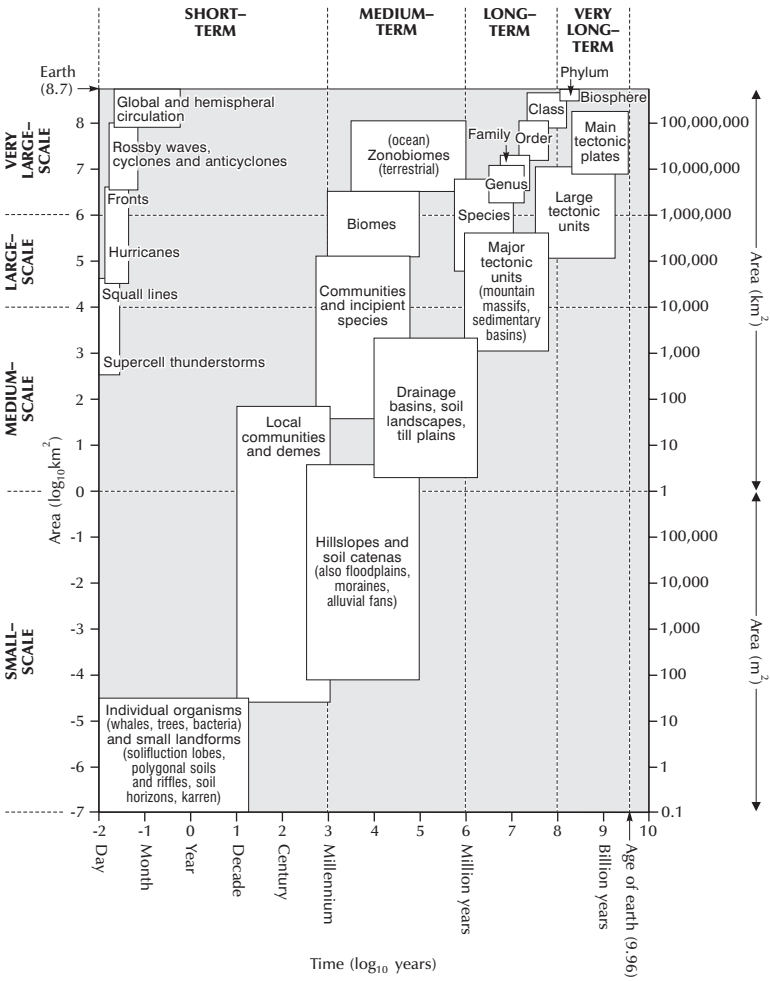 SHORT–
TERM
MEDIUM–
TERM
LONG–
TERM
VERY
LONG–
TERM
Earth
(8.7)
VERY
LARGE–
SCALE
LARGE–
SCALE
MEDIUM–
SCALE
SMALL–
SCALE
Area (log₁₀km²)
8
7
6
5
4
3
2
1
0
-1
-2
-3
-4
-5
-6
-7
Global and hemispheral
circulation
Rossby waves,
cyclones and anticyclones
Fronts
Hurricanes
Squall lines
Supercell thunderstorms
(ocean)
Zonobiomes
(terrestrial)
Biomes
Communities
and incipient
species
Local
communities
and demes
Drainage
basins, soil
landscapes,
till plains
Hillslopes and
soil catenas
(also floodplains,
moraines,
alluvial fans)
Individual organisms
(whales, trees, bacteria)
and small landforms
(solifluction lobes,
polygonal soils
and riffles, soil
horizons, karren)
Phylum
Biosphere
Class
Family
Order
Genus
Species
Main
tectonic
plates
Large
tectonic
units
Major
tectonic
units
(mountain
massifs,
sedimentary
basins)
100,000,000
10,000,000
1,000,000
100,000
10,000
1,000
100
10
1
100,000
10,000
1,000
100
10
1
0.1
Area (km²)
Area (m²)
-2
-1
0
1
2
3
4
5
6
7
8
9
10
Day
Month
Year
Decade
Century
Millennium
Million years
Billion years
Age of earth (9.96)
Time (log₁₀ years)